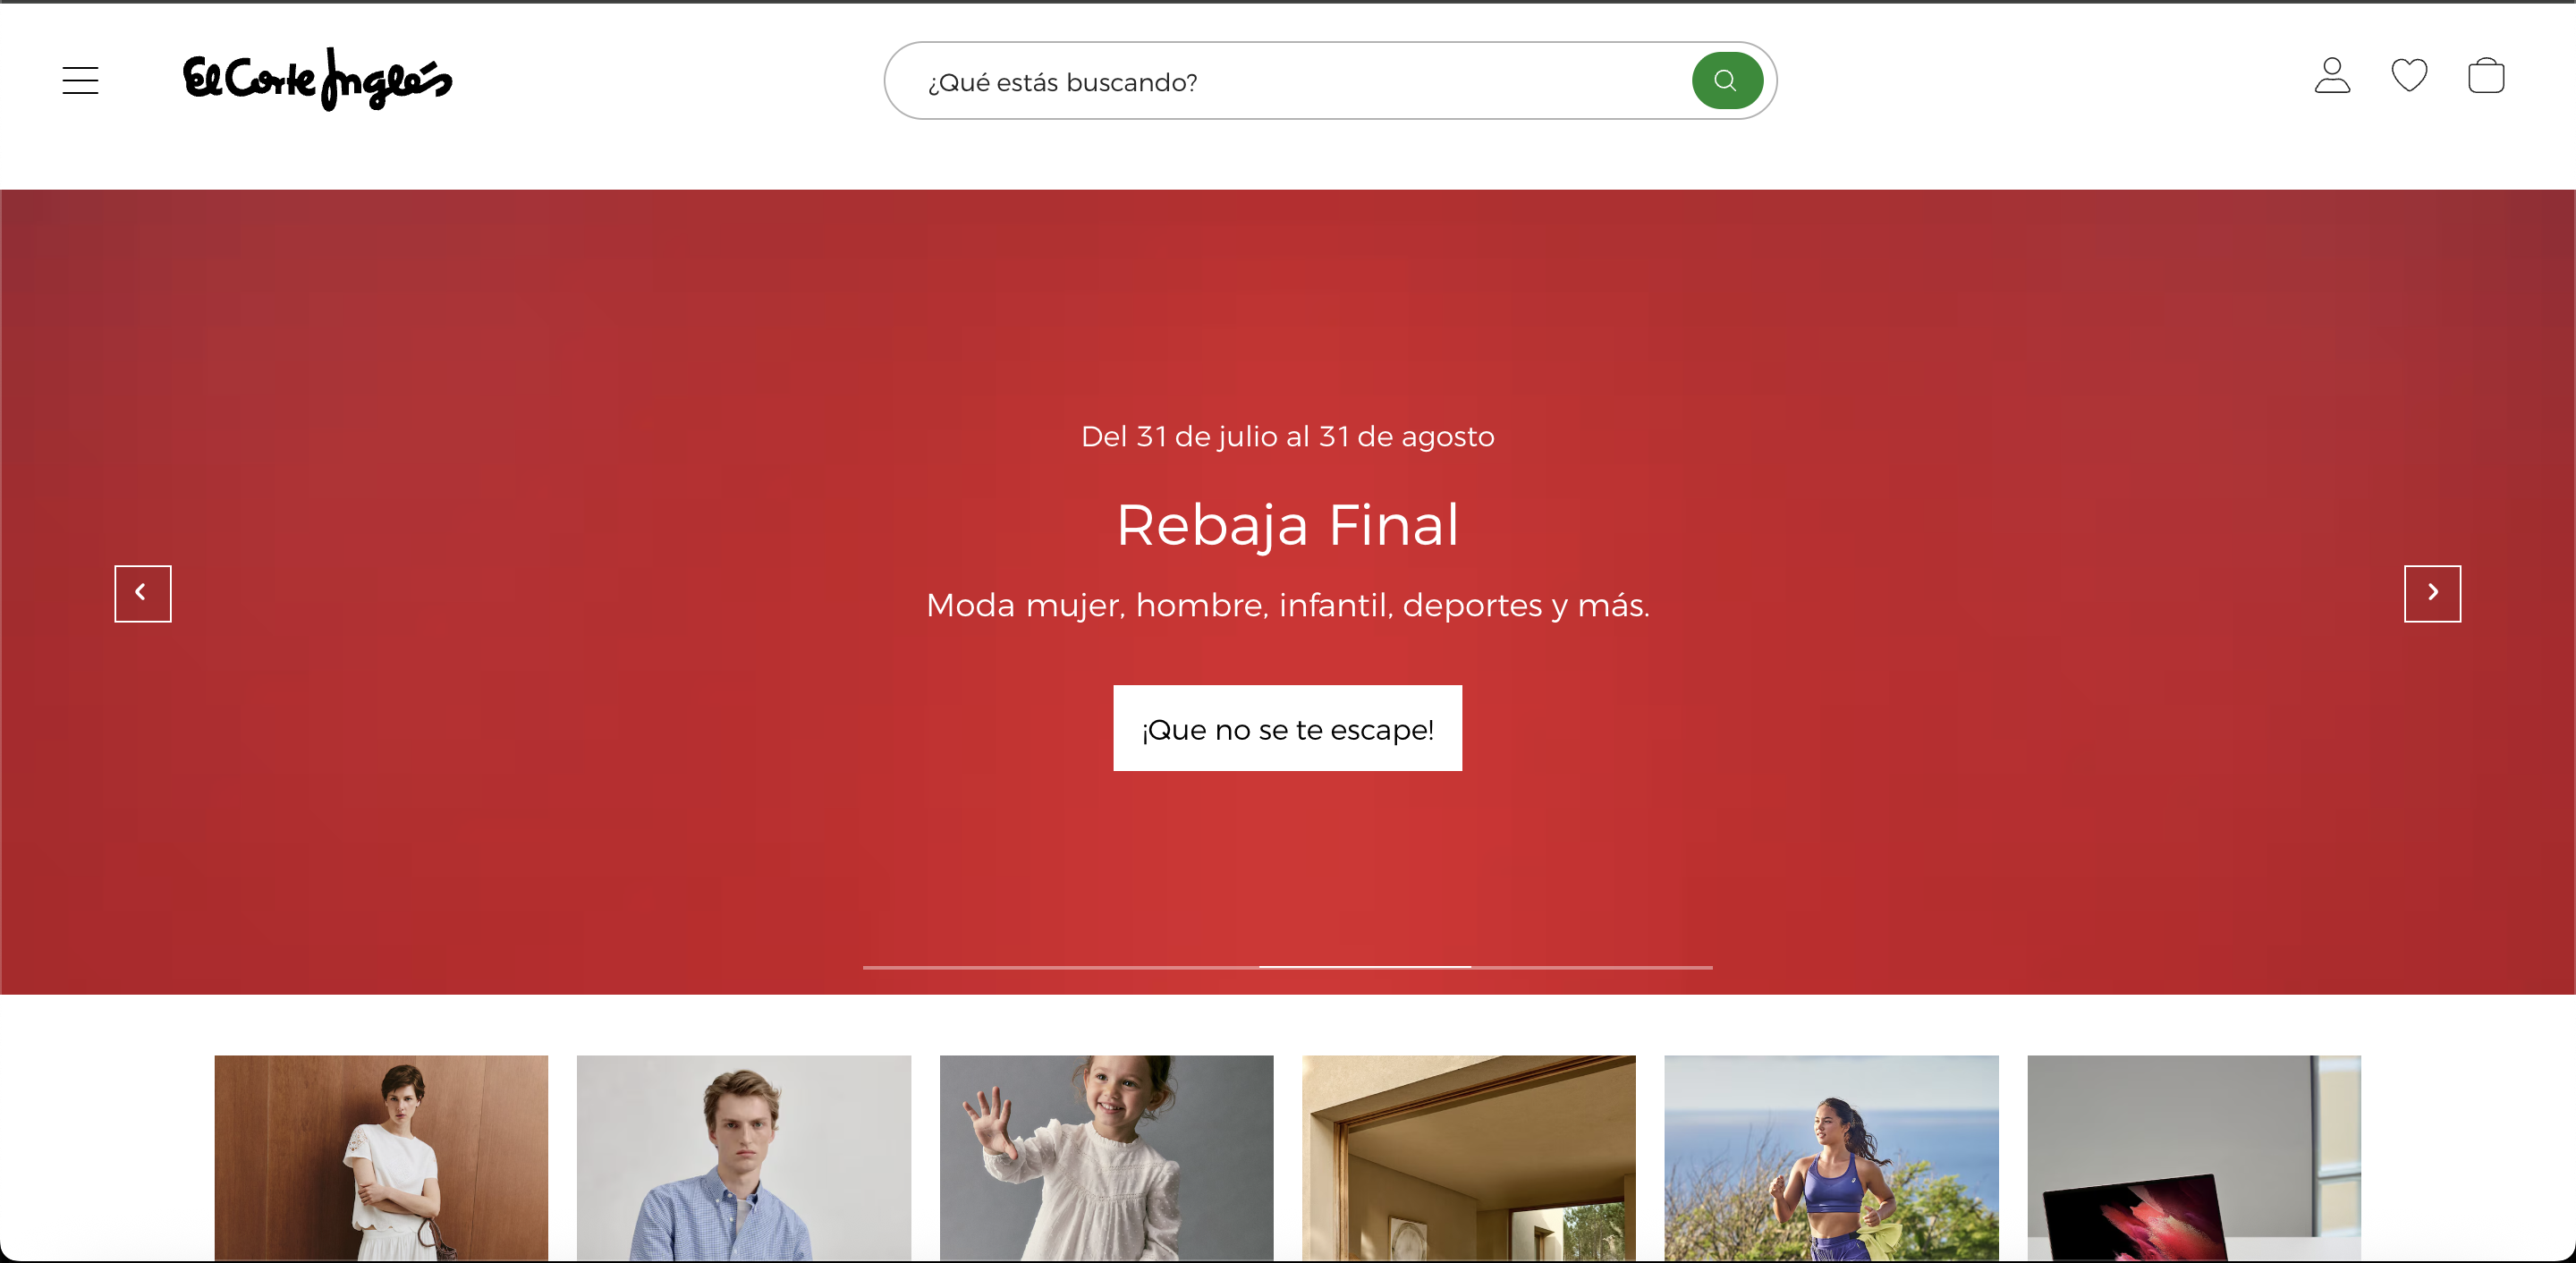 El Corte Inglés
¿Qué estás buscando?
Del 31 de julio al 31 de agosto
Rebaja Final
Moda mujer, hombre, infantil, deportes y más.
¡Que no se te escape!